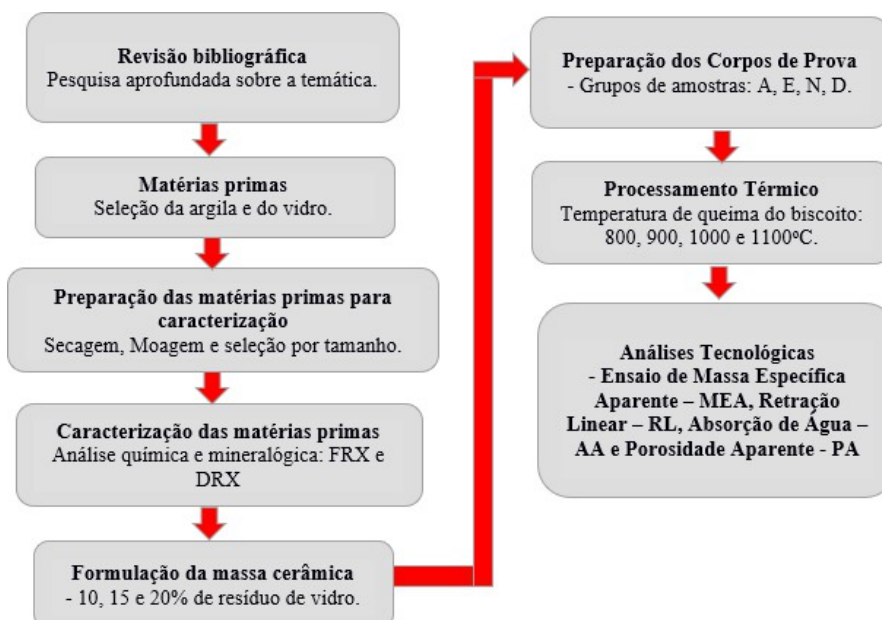 Revisão bibliográfica
Pesquisa aprofundada sobre a temática.
Matérias primas
Seleção da argila e do vidro.
Preparação das matérias primas para
caracterização
Secagem, Moagem e seleção por tamanho.
Caracterização das matérias primas
Análise química e mineralógica: FRX e
DRX
Formulação da massa cerâmica
- 10, 15 e 20% de resíduo de vidro.
Preparação dos Corpos de Prova
- Grupos de amostras: A, E, N, D.
Processamento Térmico
Temperatura de queima do biscoito:
800, 900, 1000 e 1100ºC.
Análises Tecnológicas
- Ensaio de Massa Específica
Aparente – MEA, Retração
Linear – RL, Absorção de Água –
AA e Porosidade Aparente - PA